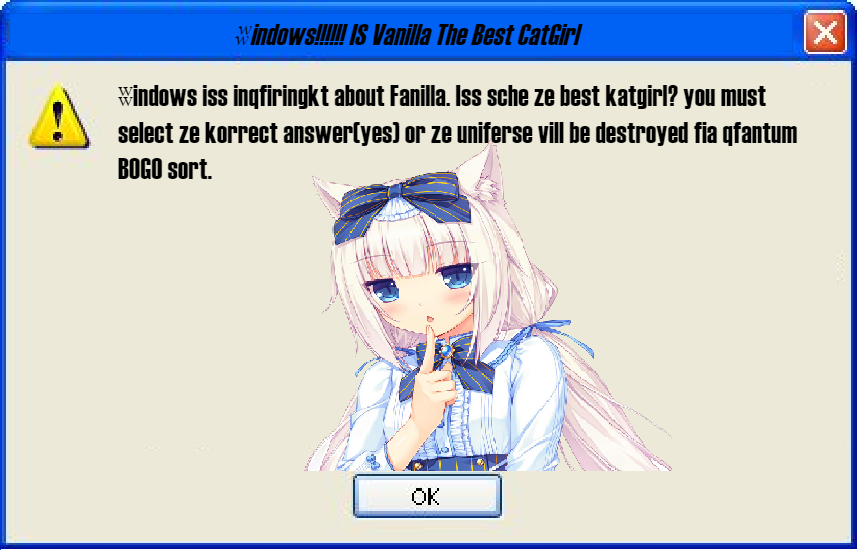 Windows!!!!!! IS Vanilla The Best CatGirl
Windows iss inqfiringkt about Fanilla. Iss sche ze best katgirl? you must
select ze korrect answer(yes) or ze uniferse vill be destroyed fia qfantum
BOGO sort.
OK